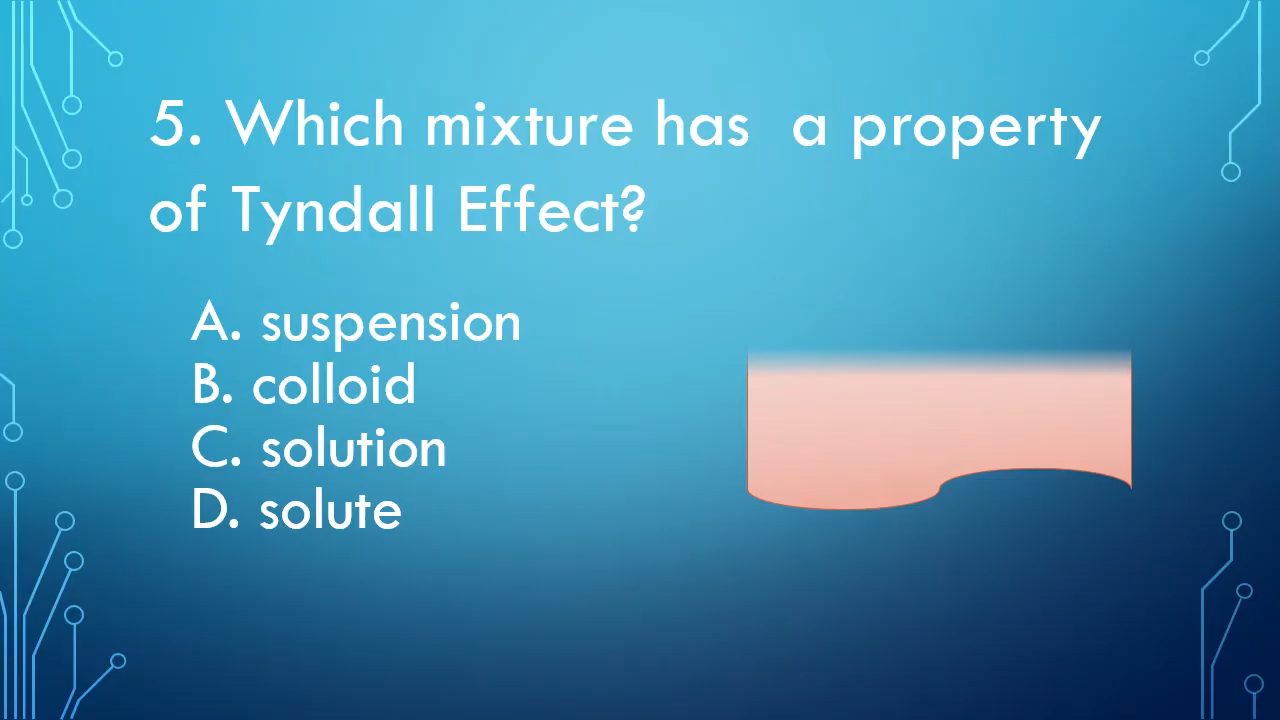 5. Which mixture has  a property
of Tyndall Effect?
A. suspension
B. colloid
C. solution
D. solute